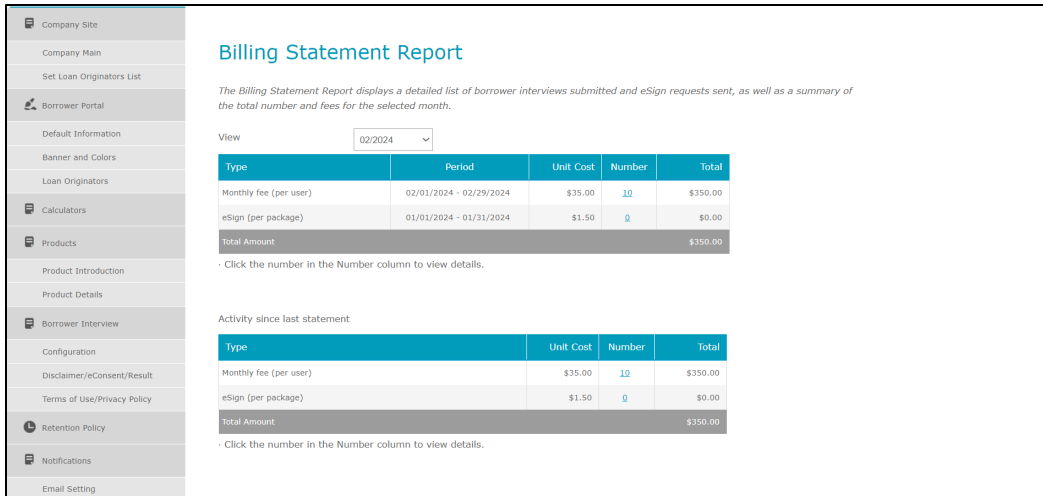 Company Site
Company Main
Set Loan Originators List
Borrower Portal
Default Information
Banner and Colors
Loan Originators
Calculators
Products
Product Introduction
Product Details
Borrower Interview
Configuration
Disclaimer/eConsent/Result
Terms of Use/Privacy Policy
Retention Policy
Notifications
Email Setting
Billing Statement Report
The Billing Statement Report displays a detailed list of borrower interviews submitted and eSign requests sent, as well as a summary of
the total number and fees for the selected month.
View 02/2024
Type Period Unit Cost Number Total
Monthly fee (per user) 02/01/2024 - 02/29/2024 $35.00 10 $350.00
eSign (per package) 01/01/2024 - 01/31/2024 $1.50 0 $0.00
Total Amount $350.00
· Click the number in the Number column to view details.
Activity since last statement
Type Unit Cost Number Total
Monthly fee (per user) $35.00 10 $350.00
eSign (per package) $1.50 0 $0.00
Total Amount $350.00
· Click the number in the Number column to view details.